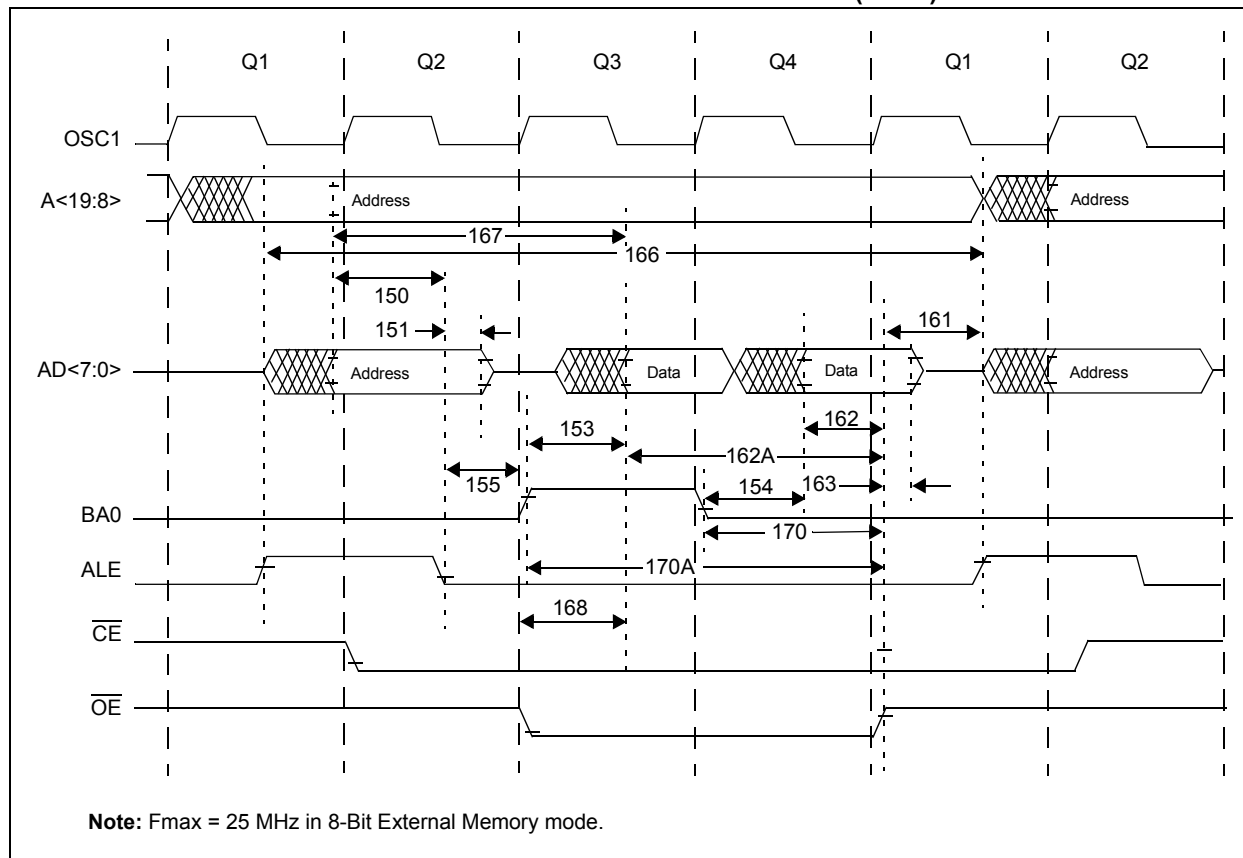 Q1 Q2 Q3 Q4 Q1 Q2
OSC1
A<19:8>
Address Address
167
166
150
151 161
AD<7:0>
Address Data Data Address
153 162
162A
155 154 163
BA0
170
ALE
170A
168
CE
OE
Note: Fmax = 25 MHz in 8-Bit External Memory mode.